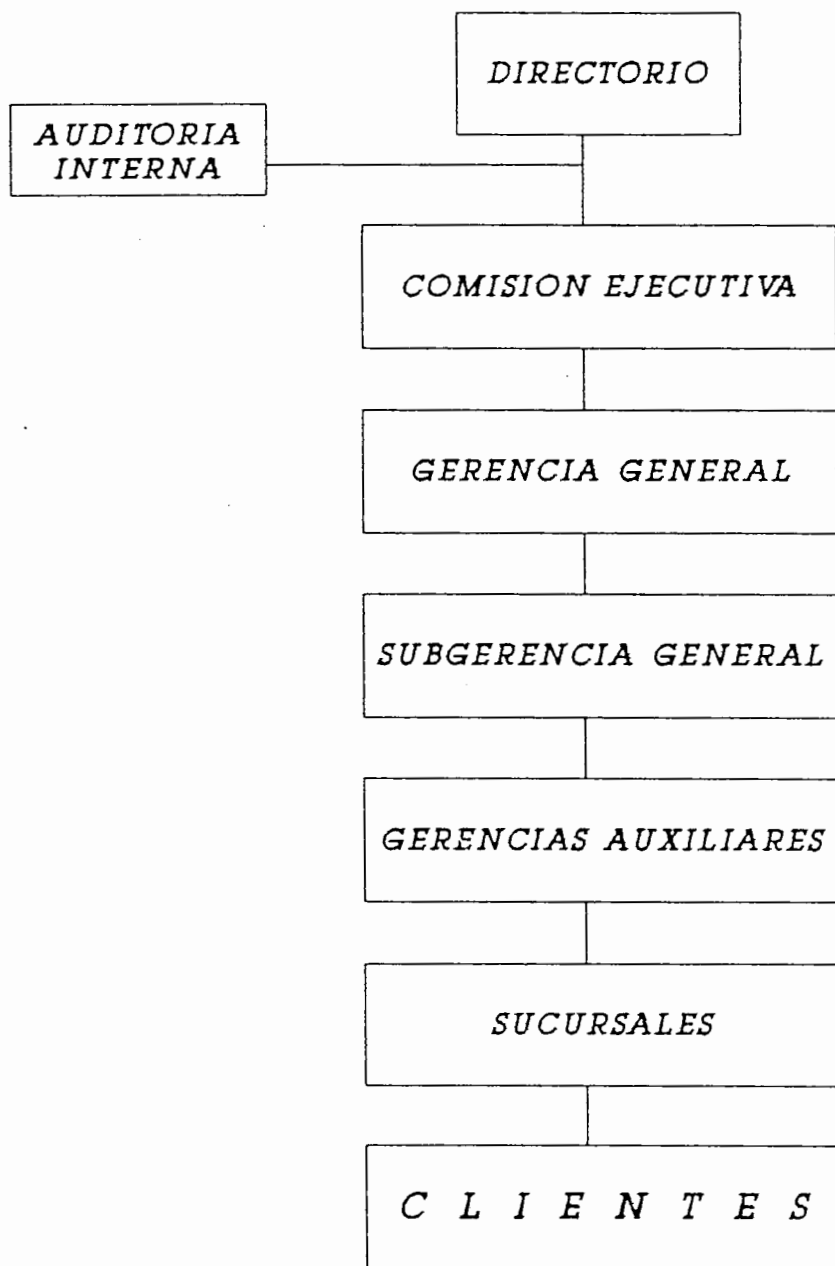 DIRECTORIO
AUDITORIA
INTERNA
COMISION EJECUTIVA
GERENCIA GENERAL
SUBGERENCIA GENERAL
GERENCIAS AUXILIARES
SUCURSALES
C L I E N T E S